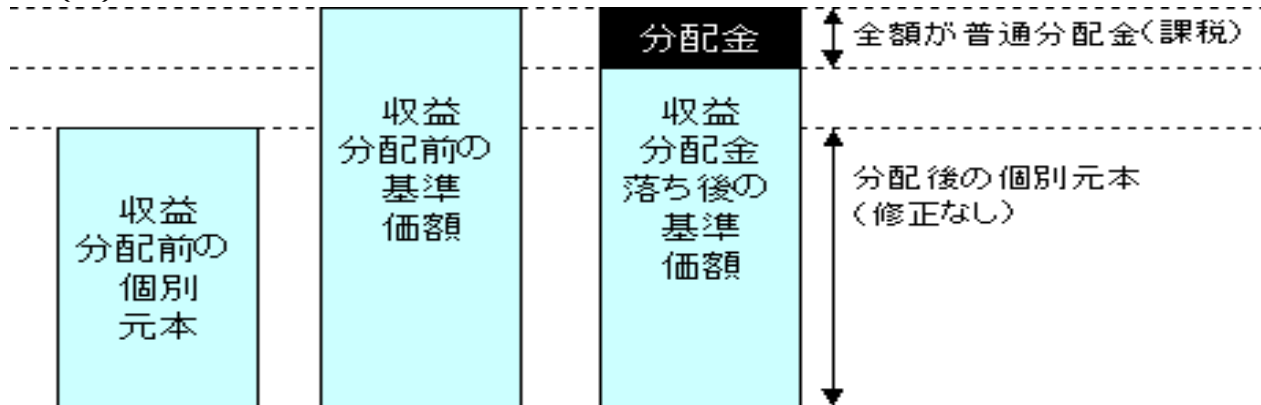 収益
分配前の
個別
元本
収益
分配前の
基準
価額
分配金
収益
分配金
落ち後の
基準
価額
全額が普通分配金(課税)
分配後の個別元本
(修正なし)